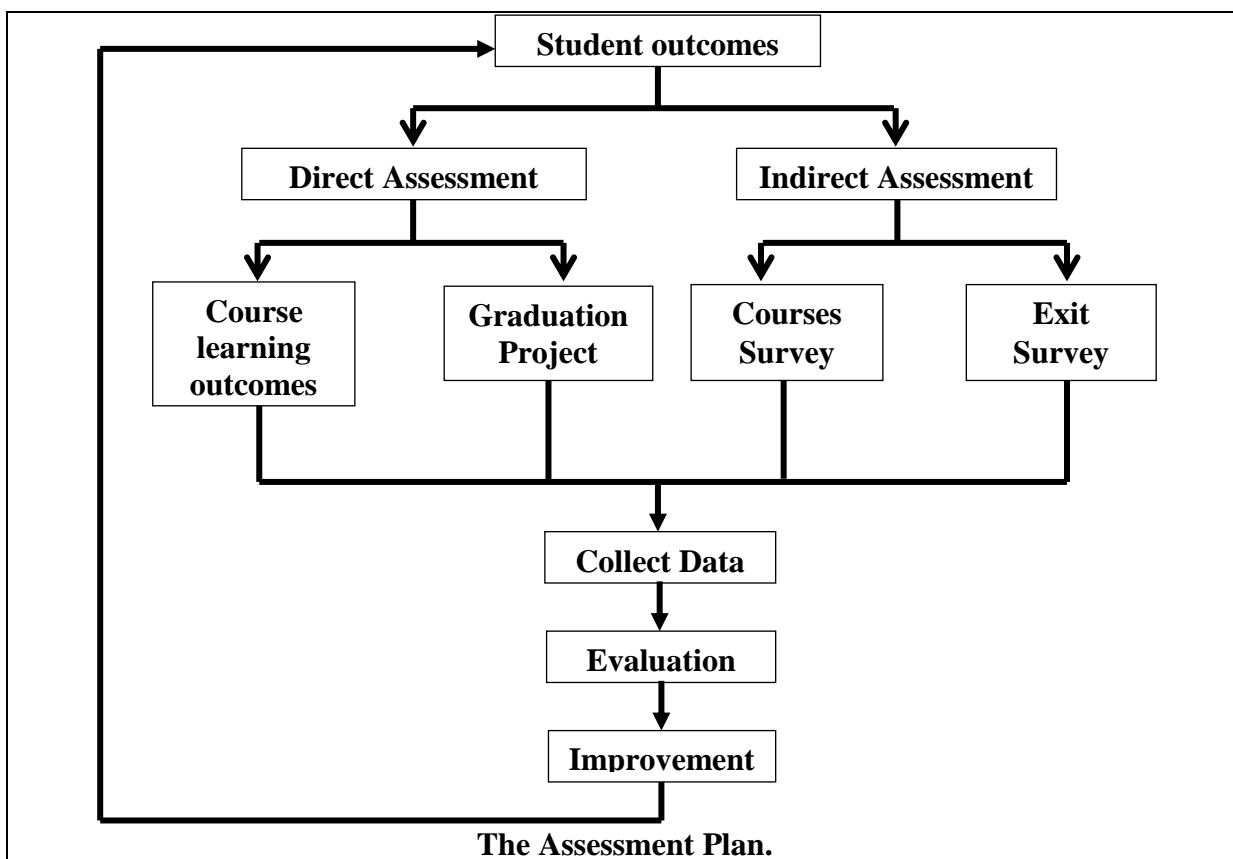 Student outcomes
Direct Assessment
Indirect Assessment
Course
learning
outcomes
Graduation
Project
Courses
Survey
Exit
Survey
Collect Data
Evaluation
Improvement
The Assessment Plan.